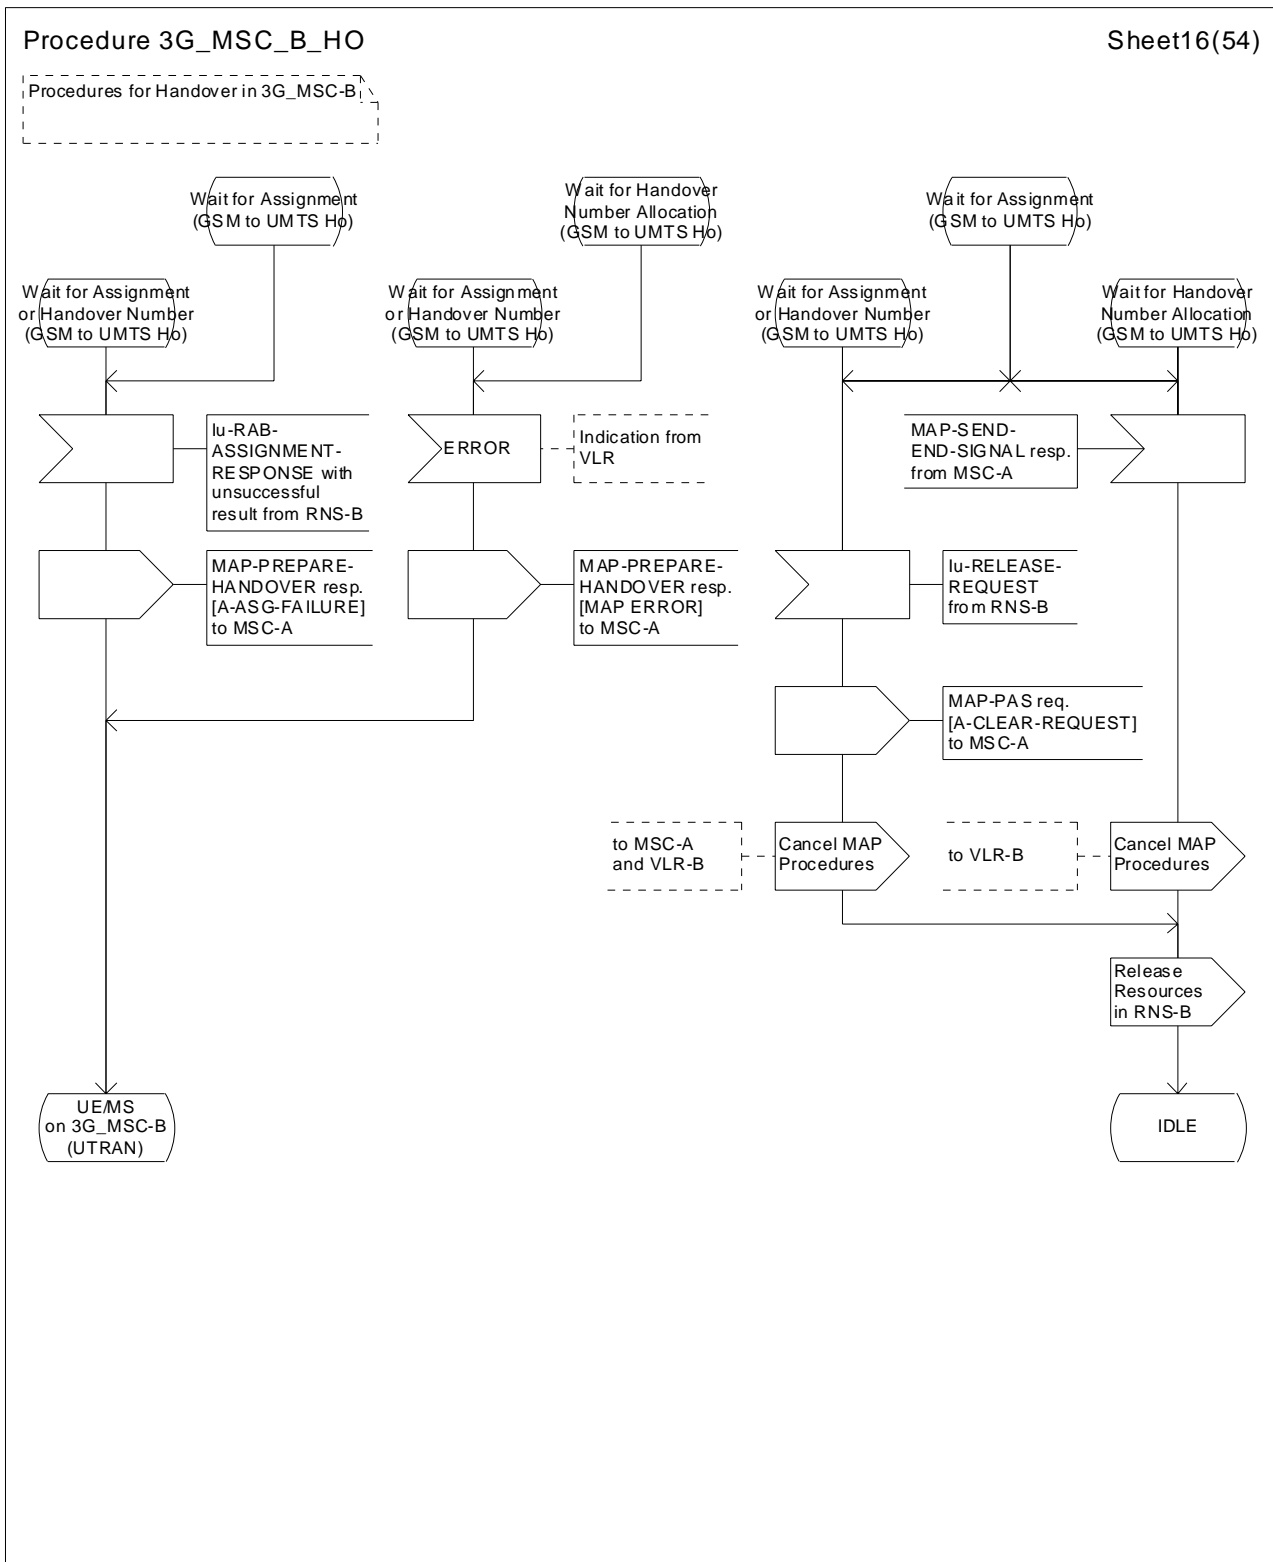 Procedure 3G_MSC_B_HO
Sheet16(54)
Procedures for Handover in 3G_MSC-B
Wait for Assignment
(GSM to UMTS Ho)
Wait for Handover
Number Allocation
(GSM to UMTS Ho)
Wait for Assignment
(GSM to UMTS Ho)
Wait for Assignment
or Handover Number
(GSM to UMTS Ho)
Wait for Assignment
or Handover Number
(GSM to UMTS Ho)
Wait for Assignment
or Handover Number
(GSM to UMTS Ho)
Wait for Handover
Number Allocation
(GSM to UMTS Ho)
Iu-RAB-
ASSIGNMENT-
RESPONSE with
unsuccessful
result from RNS-B
ERROR
Indication from
VLR
MAP-SEND-
END-SIGNAL resp.
from MSC-A
MAP-PREPARE-
HANDOVER resp.
[A-ASG-FAILURE]
to MSC-A
MAP-PREPARE-
HANDOVER resp.
[MAP ERROR]
to MSC-A
Iu-RELEASE-
REQUEST
from RNS-B
MAP-PAS req.
[A-CLEAR-REQUEST]
to MSC-A
to MSC-A
and VLR-B
Cancel MAP
Procedures
to VLR-B
Cancel MAP
Procedures
Release
Resources
in RNS-B
UE/MS
on 3G_MSC-B
(UTRAN)
IDLE